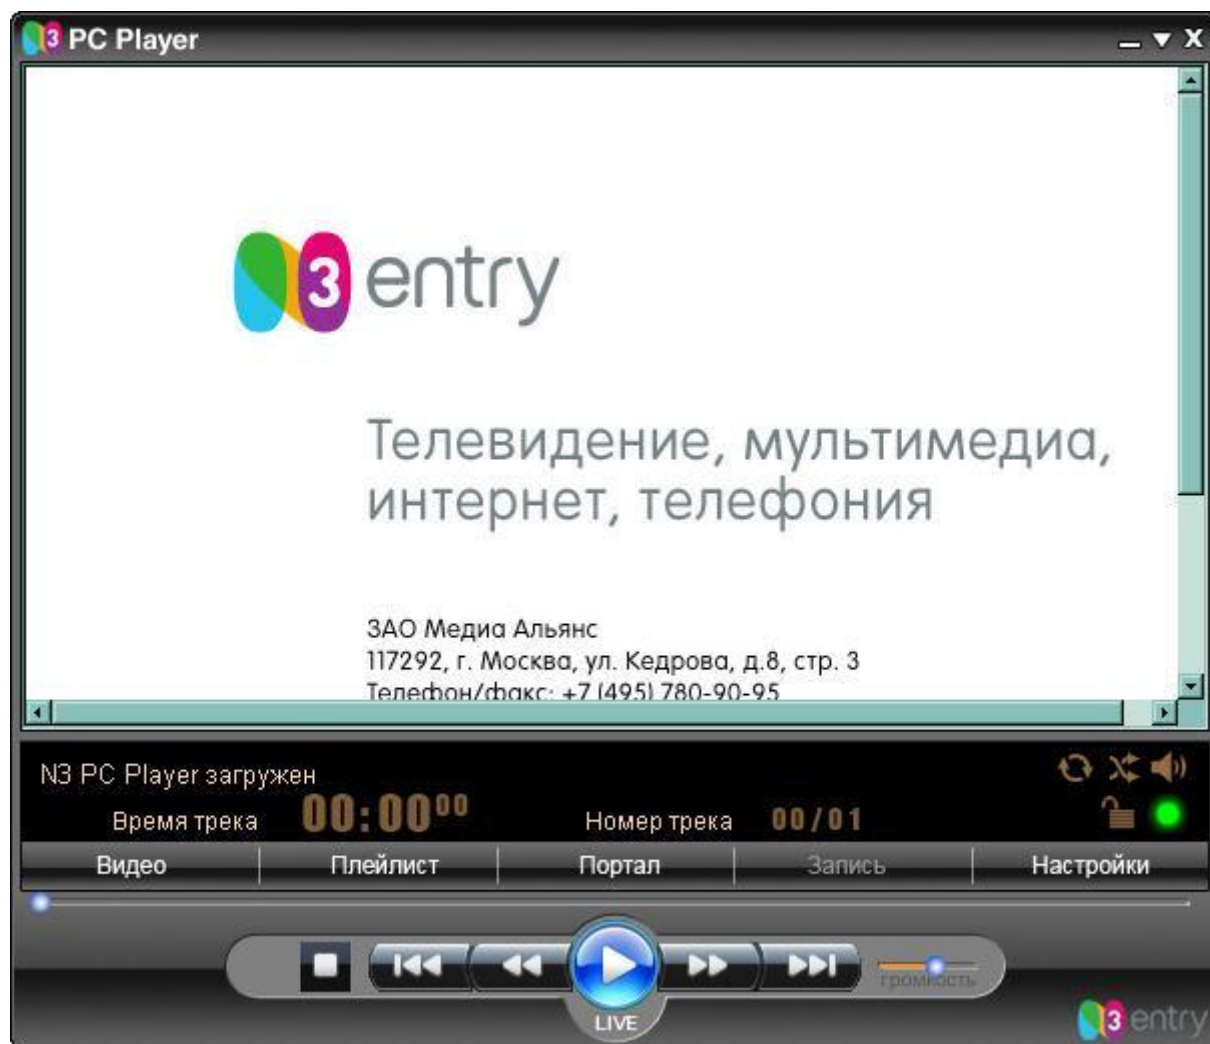 3 PC Player
N3 entry
Телевидение, мультимедиа,
интернет, телефония
ЗАО Медиа Альянс
117292, г. Москва, ул. Кедрова, д.8, стр. 3
Телефон/факс: +7 (495) 780-90-95
N3 PC Player загружен
Время трека 00:00 00 Номер трека 00/01
Видео Плейлист Портал Запись Настройки
громкость
LIVE
N3 entry